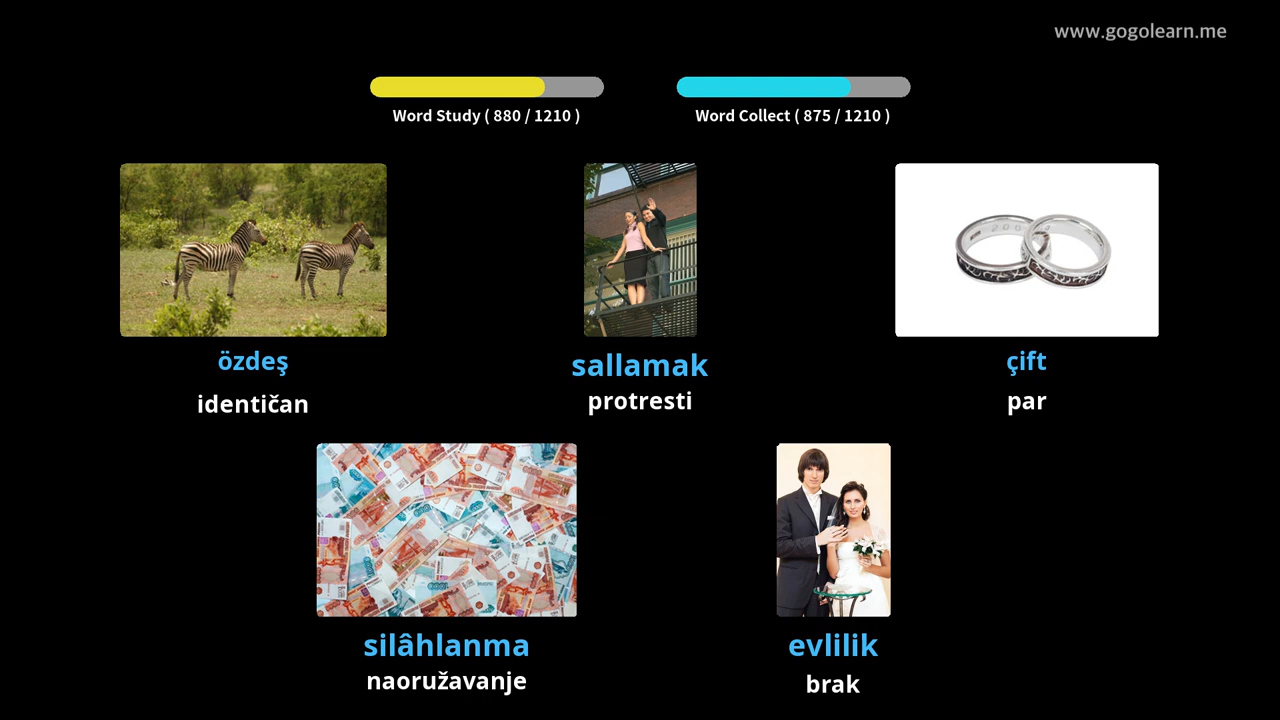 www.gogolearn.me
Word Study ( 880 / 1210 )
Word Collect ( 875 / 1210 )
özdeş
identičan
sallamak
protresti
çift
par
silâhlanma
naoružavanje
evlilik
brak